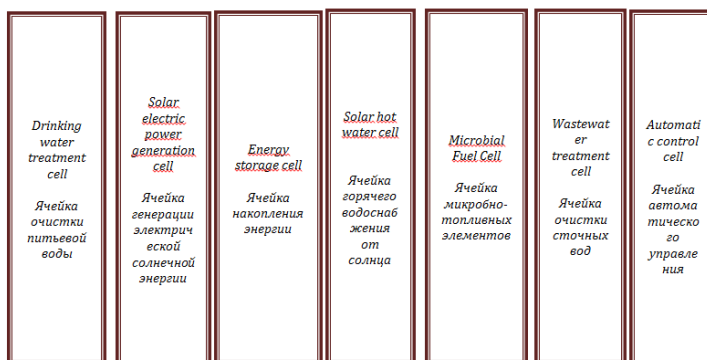 Drinking
water
treatment
cell
Ячейка
очистки
питьевой
воды
Solar
electric
power
generation
cell
Ячейка
генерации
электрич
еской
солнечной
энергии
Energy
storage cell
Ячейка
накопления
энергии
Solar hot
water cell
Ячейка
горячего
водоснаб
жения
от
солнца
Microbial
Fuel Cell
Ячейка
микробно-
топливных
элементов
Wastewat
er
treatment
cell
Ячейка
очистки
сточных
вод
Automati
c control
cell
Ячейка
автома
тическо
го
управле
ния